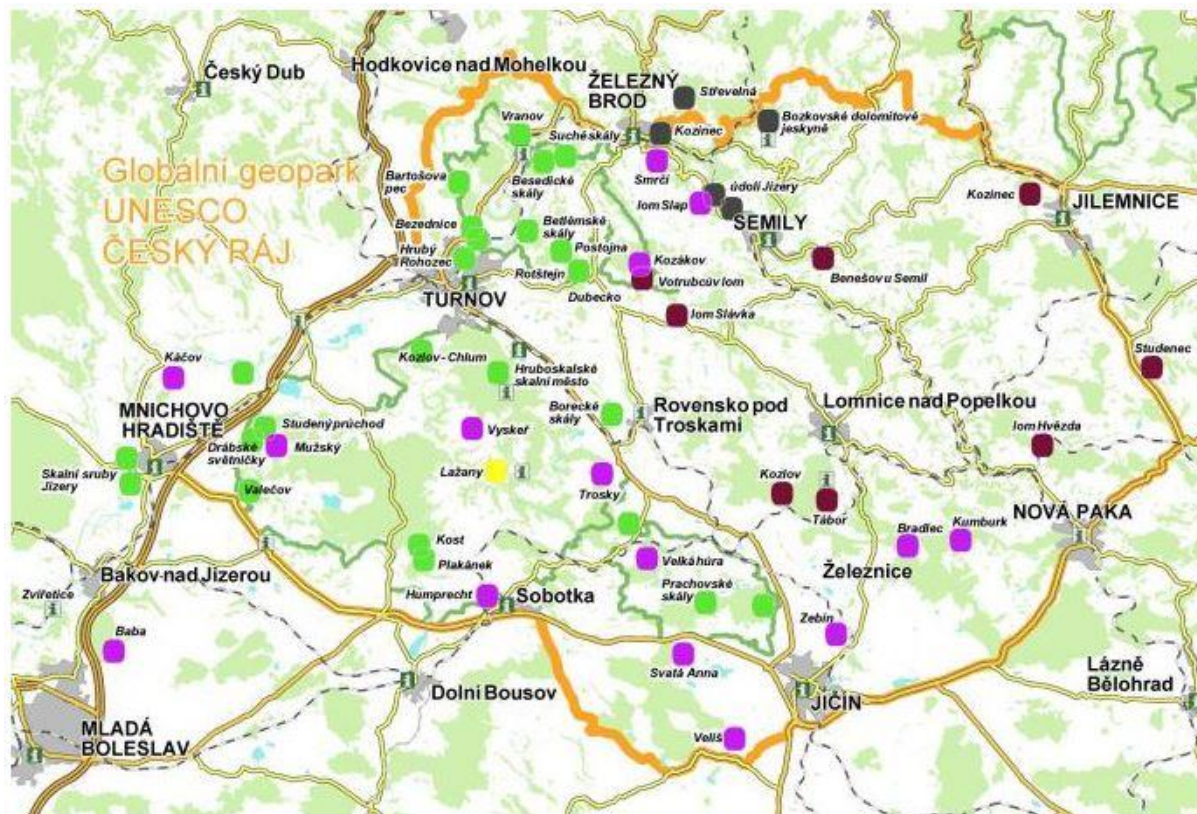 Český Dub
Hodkovice nad Mohelkou
ŽELEZNÝ
BROD
Střevelná
Vranov
Suché skály
Kozinec
Bozkovské dolomitové
jeskyně
Globální geopark
UNESCO
ČESKÝ RÁJ
Bartošova
pec
Besedické
skály
Smrčí
údolí Jizery
lom Slap
Kozinec
JILEMNICE
SEMILY
Bezednice
Betlémské
skály
Hrubý
Rohozec
Postojna
Kozákov
Rotštejn
Votrubcův lom
Benešov u Semil
TURNOV
Dubecko
lom Slávka
Kozlov - Chlum
Studenec
Káčov
Hruboskalské
skalní město
MNICHOVO
HRADIŠTĚ
Studený průchod
Drábské
světničky
Mužský
Vyskeř
Borecké
skály
Rovensko pod
Troskami
Lomnice nad Popelkou
lom Hvězda
Skalní sruby
Jizery
Valečov
Lažany
Trosky
Kozlov
Tábor
NOVÁ PAKA
Bradlec
Kumburk
Kost
Plakánek
Velká húra
Železnice
Bakov nad Jizerou
Zvířetice
Humprecht
Sobotka
Prachovské
skály
Zebín
Baba
Svatá Anna
Lázně
Bělohrad
Dolní Bousov
JIČÍN
MLADÁ
BOLESLAV
Veliš